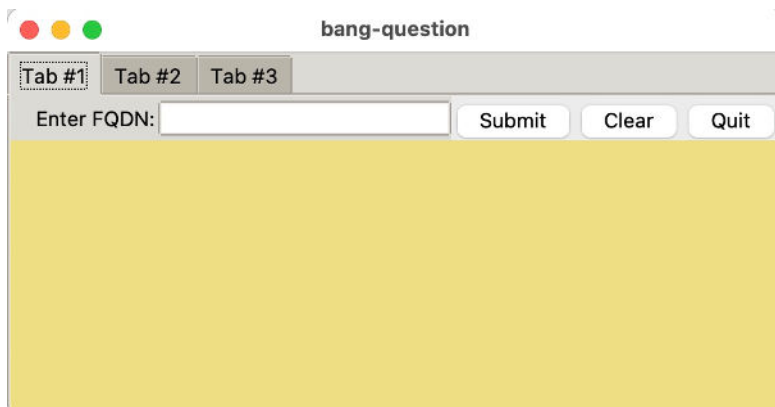 bang-question
Tab #1 Tab #2 Tab #3
Enter FQDN: Submit Clear Quit